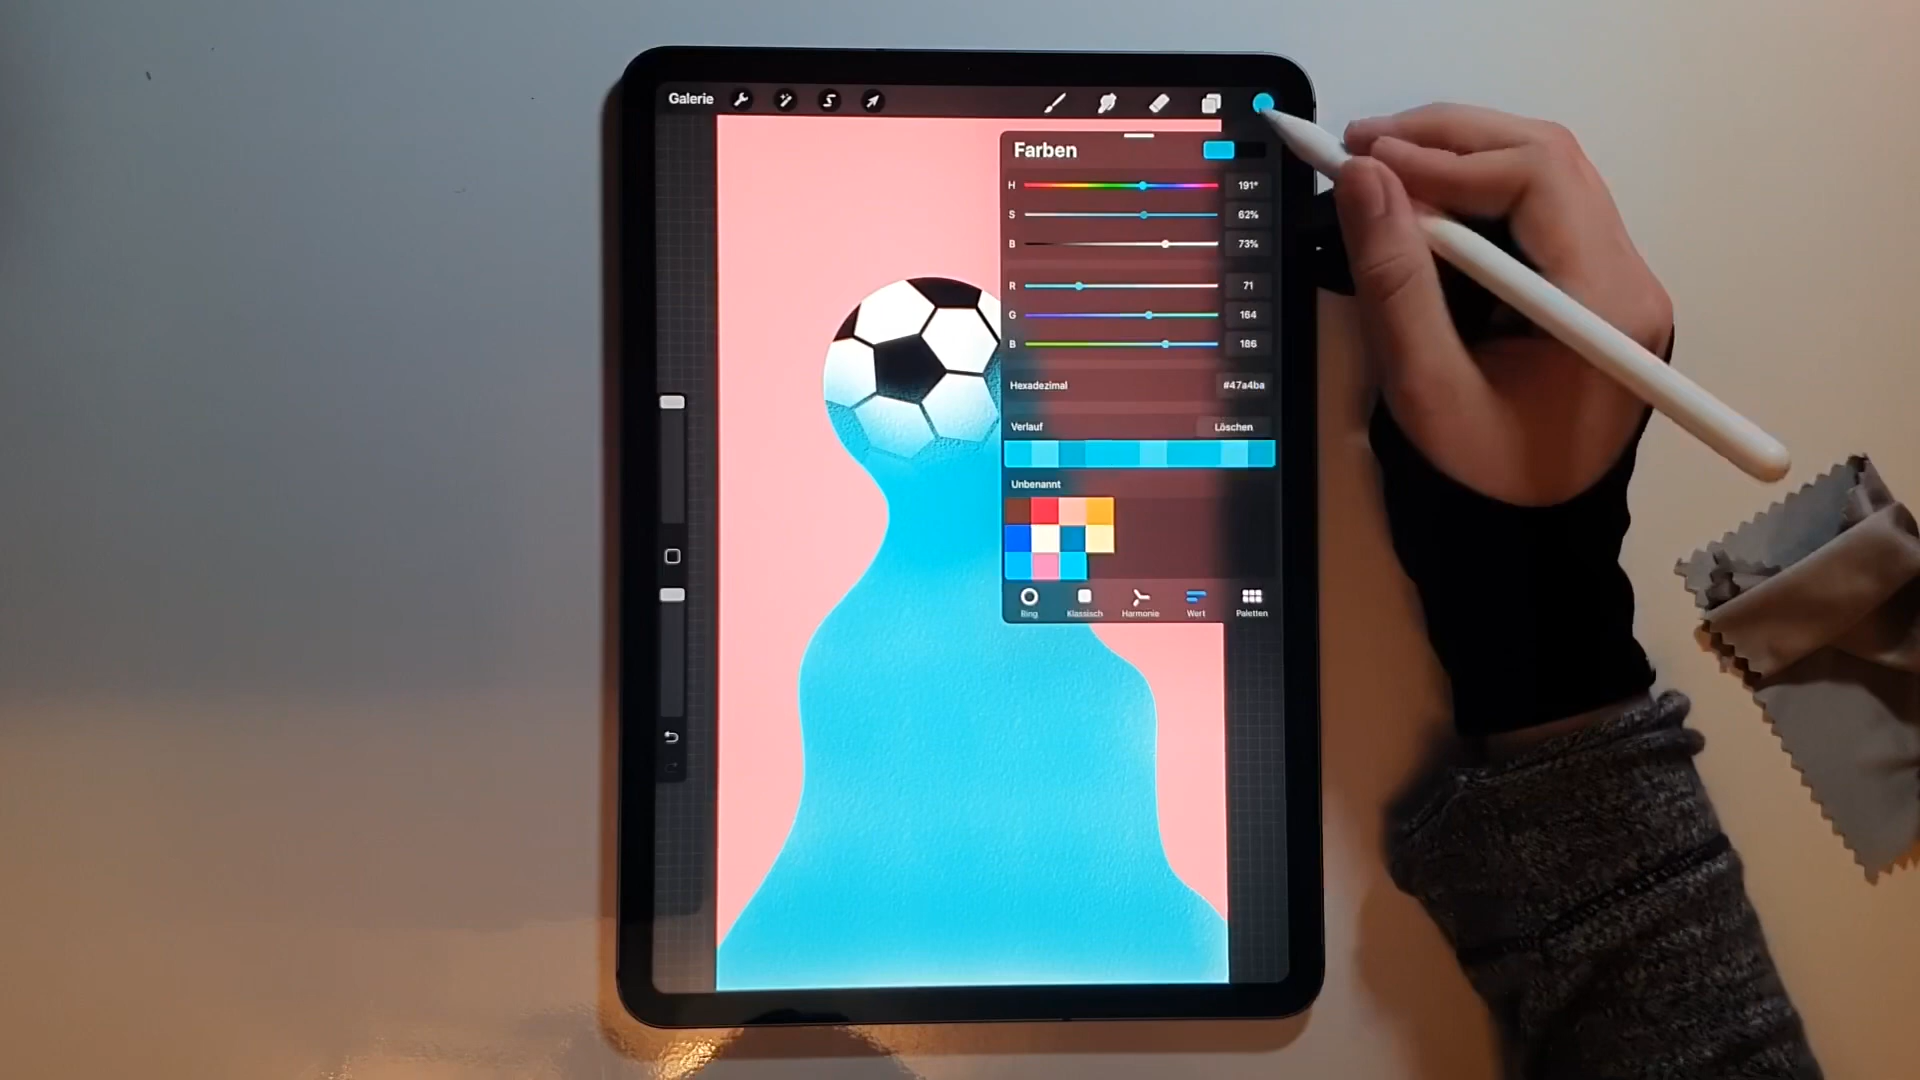 Galerie
Farben
H 191°
S 62%
B 73%
R 71
G 164
B 186
Hexadezimal #47a4ba
Verlauf Löschen
Unbenannt
Ring Klassisch Harmonie Wert Paletten